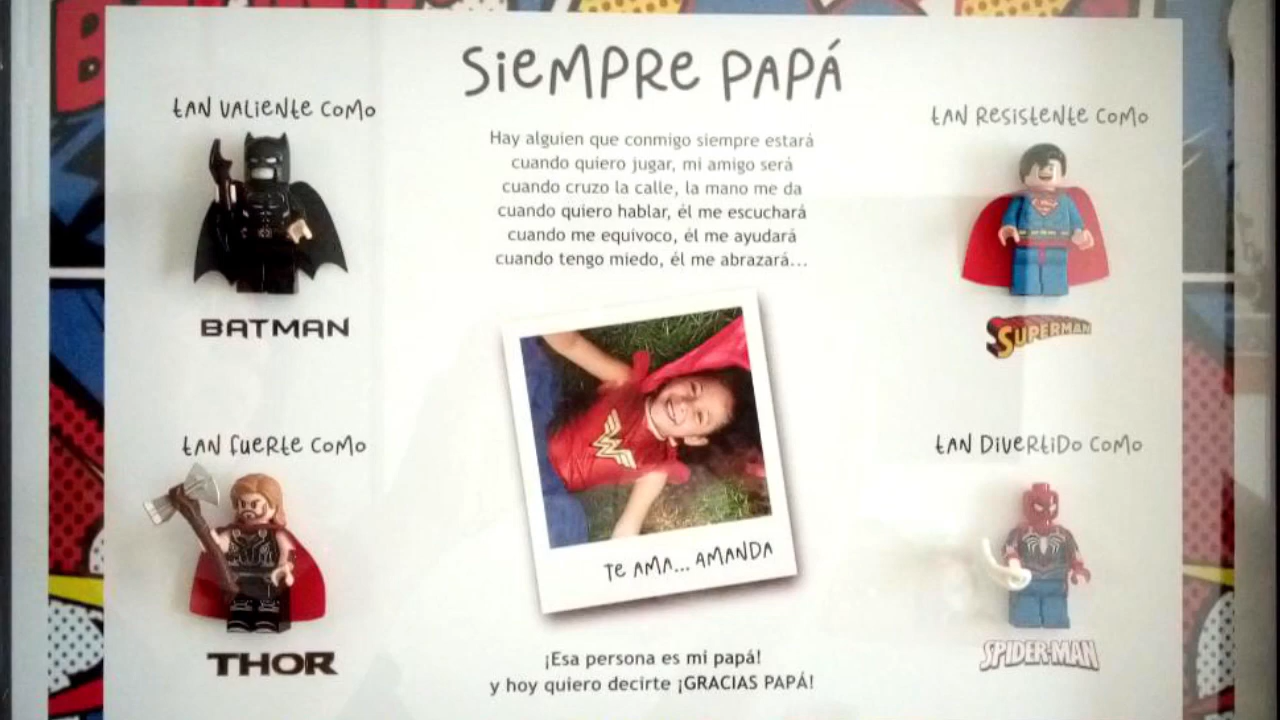 SieMPRe PAPÁ
tAN VALieNte COMO
BATMAN
tAN fueRte COMO
THOR
Hay alguien que conmigo siempre estará
cuando quiero jugar, mi amigo será
cuando cruzo la calle, la mano me da
cuando quiero hablar, él me escuchará
cuando me equivoco, él me ayudará
cuando tengo miedo, él me abrazará...
Te AMA... AMANDA
¡Esa persona es mi papá!
y hoy quiero decirte ¡GRACIAS PAPÁ!
tAN ResisteNte COMO
SUPERMAN
tAN DiVeRtiDO COMO
SPIDER-MAN